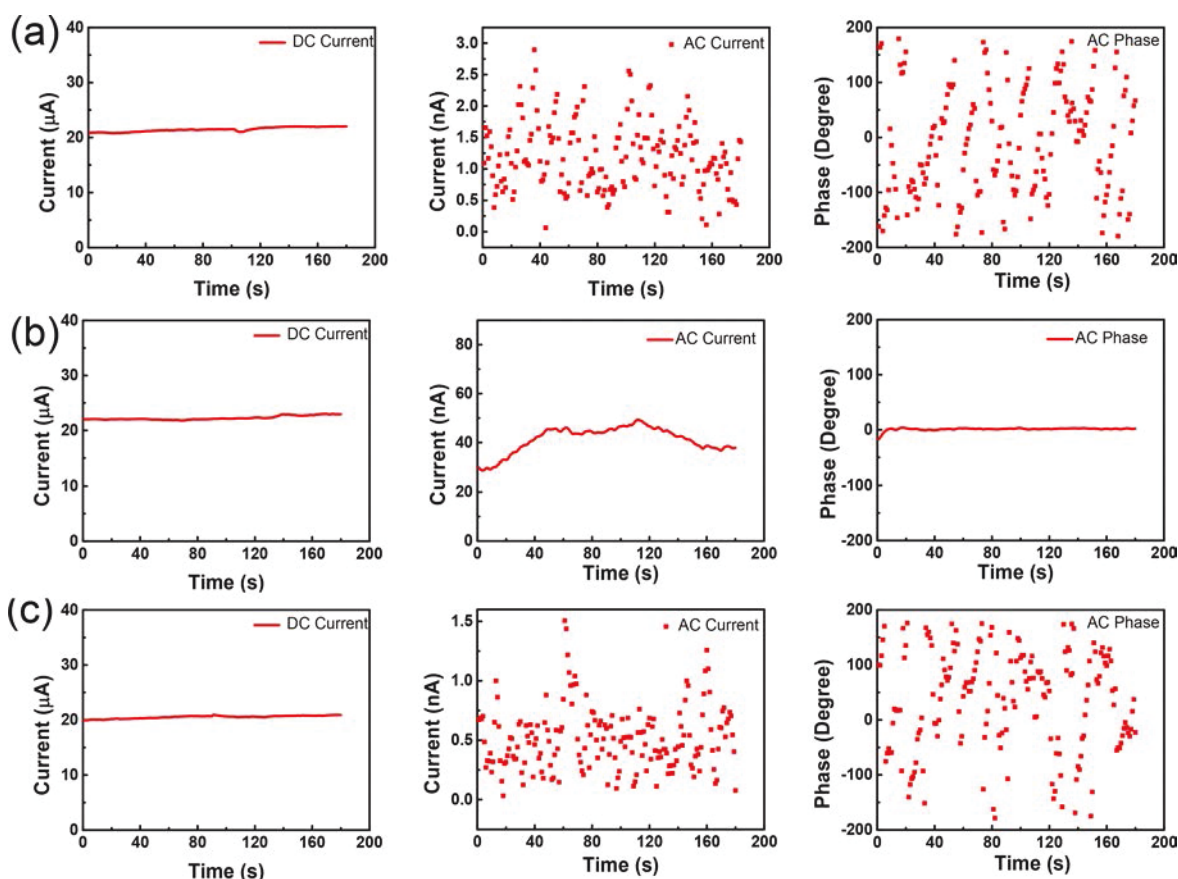 (a)
40
30
20
10
0
Current (μA)
DC Current
0 40 80 120 160 200
Time (s)
3.0
2.5
2.0
1.5
1.0
0.5
0.0
Current (nA)
AC Current
0 40 80 120 160 200
Time (s)
200
100
0
-100
-200
Phase (Degree)
AC Phase
0 40 80 120 160 200
Time (s)
(b)
40
30
20
10
0
Current (μA)
DC Current
0 40 80 120 160 200
Time (s)
80
60
40
20
0
Current (nA)
AC Current
0 40 80 120 160 200
Time (s)
200
100
0
-100
-200
Phase (Degree)
AC Phase
0 40 80 120 160 200
Time (s)
(c)
40
30
20
10
0
Current (μA)
DC Current
0 40 80 120 160 200
Time (s)
1.5
1.0
0.5
0.0
Current (nA)
AC Current
0 40 80 120 160 200
Time (s)
200
100
0
-100
-200
Phase (Degree)
AC Phase
0 40 80 120 160 200
Time (s)